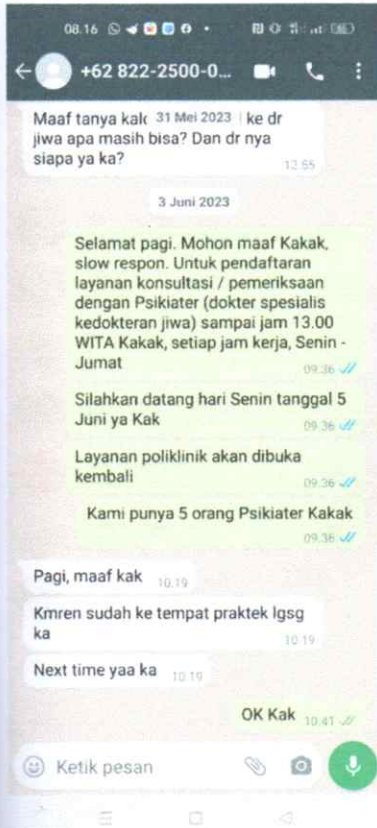 08.16
+62 822-2500-0...
Maaf tanya kalo 31 Mei 2023 ke dr
jiwa apa masih bisa? Dan dr nya
siapa ya ka?
12.55
3 Juni 2023
Selamat pagi. Mohon maaf Kakak,
slow respon. Untuk pendaftaran
layanan konsultasi / pemeriksaan
dengan Psikiater (dokter spesialis
kedokteran jiwa) sampai jam 13.00
WITA Kakak, setiap jam kerja, Senin -
Jumat
09.36
Silahkan datang hari Senin tanggal 5
Juni ya Kak
09.36
Layanan poliklinik akan dibuka
kembali
09.36
Kami punya 5 orang Psikiater Kakak
09.36
Pagi, maaf kak
10.19
Kmren sudah ke tempat praktek lgsg
ka
10.19
Next time yaa ka
10.19
OK Kak
10.41
Ketik pesan